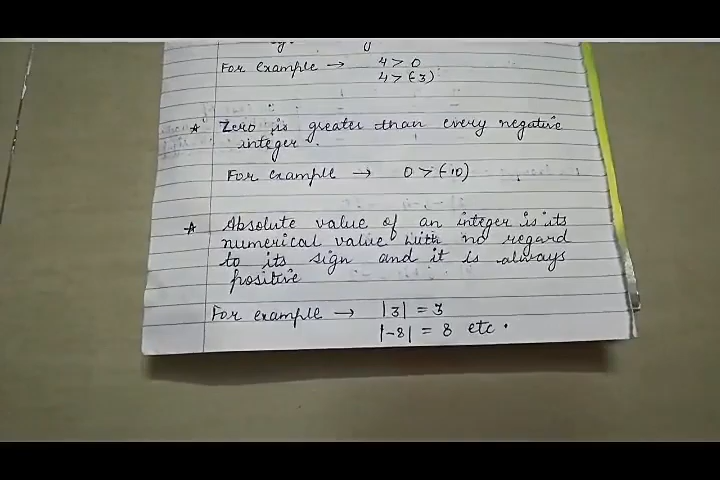 For example → 4 > 0
4 > (-3)
* Zero is greater than every negative
integer.
For example → 0 > (-10)
* Absolute value of an integer is its
numerical value with no regard
to its sign and it is always
positive
For example → |3| = 3
|-8| = 8 etc.